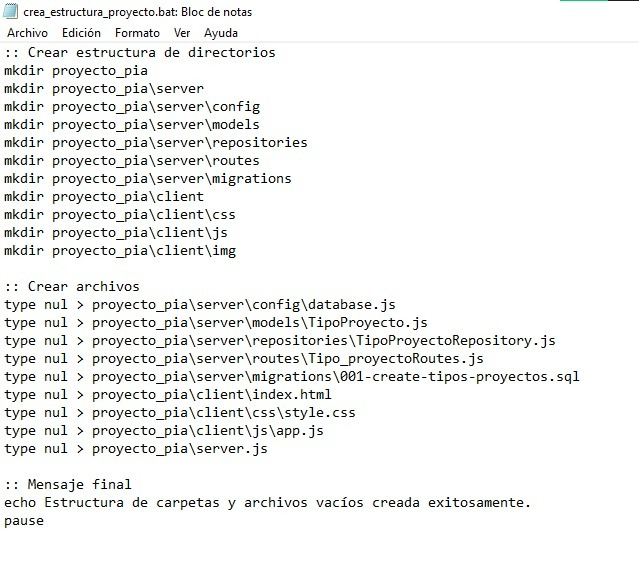 crea_estructura_proyecto.bat: Bloc de notas
Archivo Edición Formato Ver Ayuda
:: Crear estructura de directorios
mkdir proyecto_pia
mkdir proyecto_pia\server
mkdir proyecto_pia\server\config
mkdir proyecto_pia\server\models
mkdir proyecto_pia\server\repositories
mkdir proyecto_pia\server\routes
mkdir proyecto_pia\server\migrations
mkdir proyecto_pia\client
mkdir proyecto_pia\client\css
mkdir proyecto_pia\client\js
mkdir proyecto_pia\client\img

:: Crear archivos
type nul > proyecto_pia\server\config\database.js
type nul > proyecto_pia\server\models\TipoProyecto.js
type nul > proyecto_pia\server\repositories\TipoProyectoRepository.js
type nul > proyecto_pia\server\routes\Tipo_proyectoRoutes.js
type nul > proyecto_pia\server\migrations\001-create-tipos-proyectos.sql
type nul > proyecto_pia\client\index.html
type nul > proyecto_pia\client\css\style.css
type nul > proyecto_pia\client\js\app.js
type nul > proyecto_pia\server.js

:: Mensaje final
echo Estructura de carpetas y archivos vacíos creada exitosamente.
pause